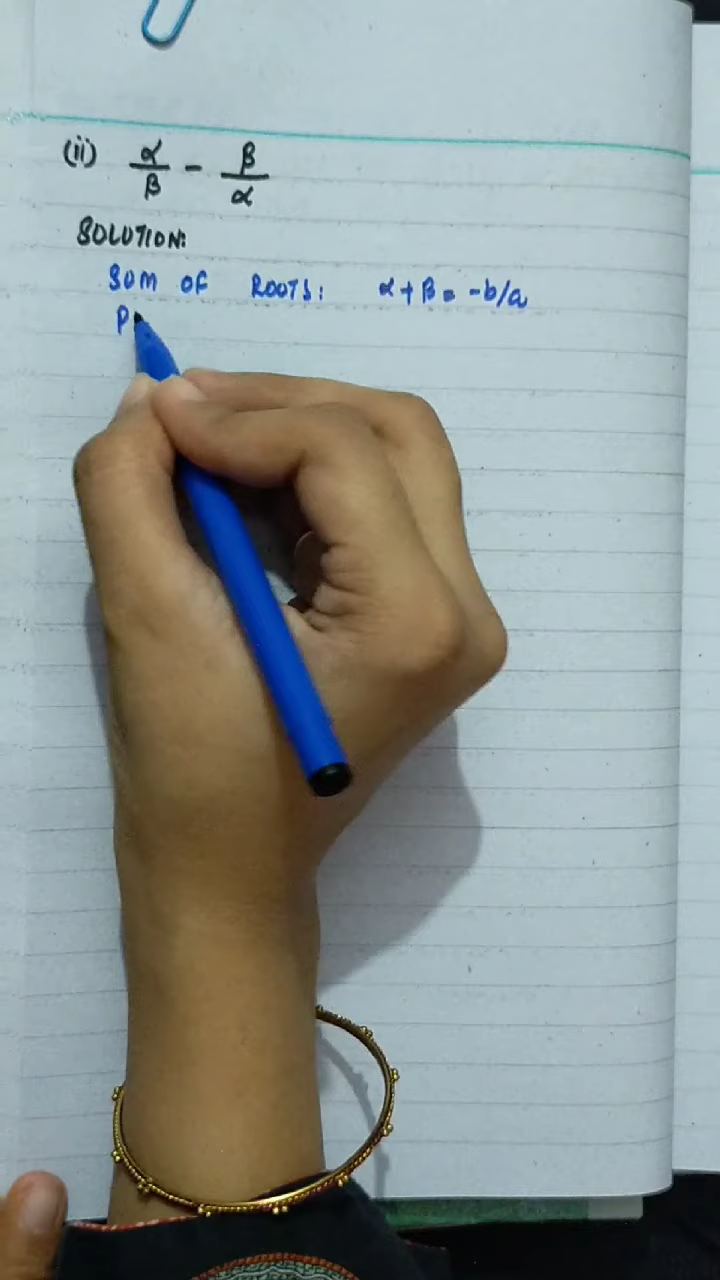 (ii) α/β - β/α
SOLUTION:
SUM OF ROOTS: α + β = -b/a
P